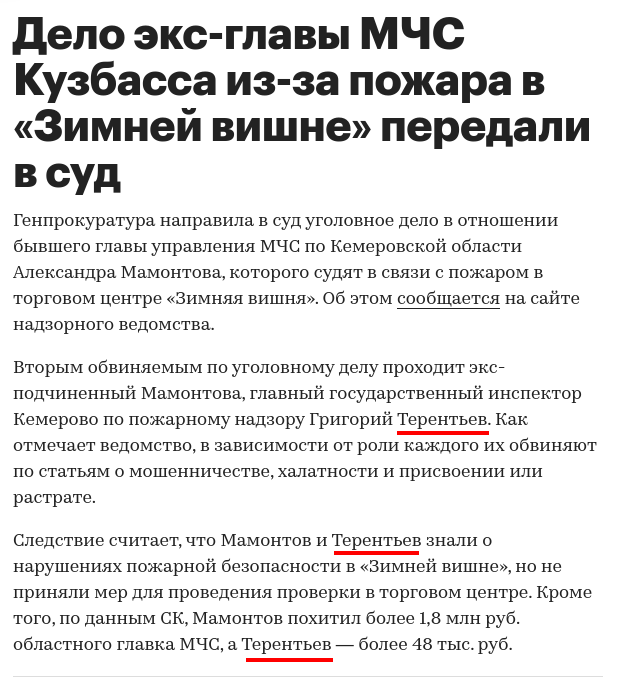 Дело экс-главы МЧС
Кузбасса из-за пожара в
«Зимней вишне» передали
в суд
Генпрокуратура направила в суд уголовное дело в отношении
бывшего главы управления МЧС по Кемеровской области
Александра Мамонтова, которого судят в связи с пожаром в
торговом центре «Зимняя вишня». Об этом сообщается на сайте
надзорного ведомства.
Вторым обвиняемым по уголовному делу проходит экс-
подчиненный Мамонтова, главный государственный инспектор
Кемерово по пожарному надзору Григорий Терентьев. Как
отмечает ведомство, в зависимости от роли каждого их обвиняют
по статьям о мошенничестве, халатности и присвоении или
растрате.
Следствие считает, что Мамонтов и Терентьев знали о
нарушениях пожарной безопасности в «Зимней вишне», но не
приняли мер для проведения проверки в торговом центре. Кроме
того, по данным СК, Мамонтов похитил более 1,8 млн руб.
областного главка МЧС, а Терентьев — более 48 тыс. руб.